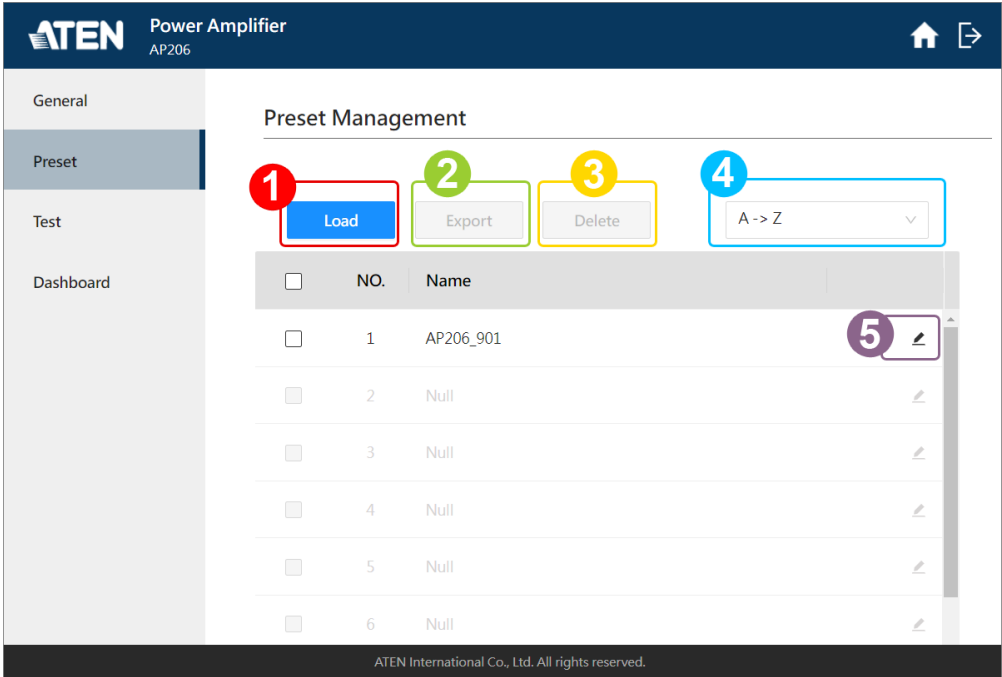 ATEN Power Amplifier
AP206
General
Preset
Test
Dashboard
Preset Management
1 2 3 4
Load Export Delete A -> Z
NO. Name
1 AP206_901 5
2 Null
3 Null
4 Null
5 Null
6 Null
ATEN International Co., Ltd. All rights reserved.